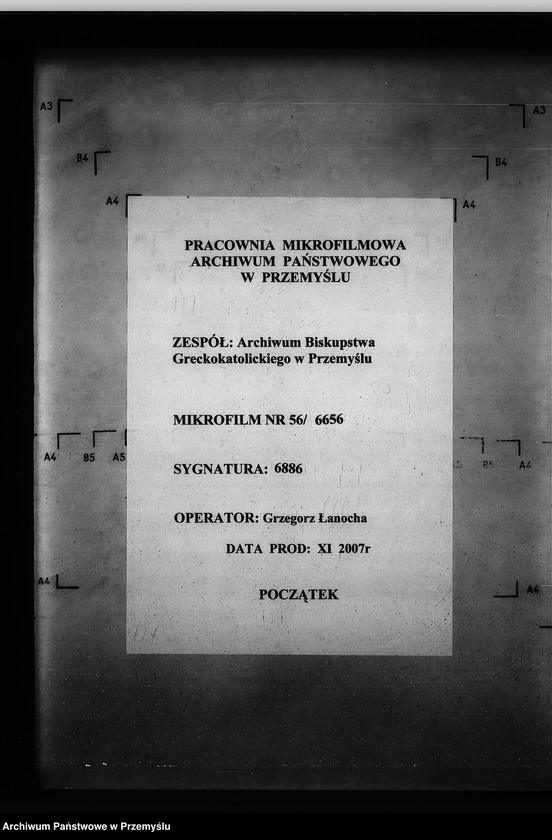 A3
A3
B4
B4
A4
A4
PRACOWNIA MIKROFILMOWA
ARCHIWUM PAŃSTWOWEGO
W PRZEMYŚLU
ZESPÓŁ: Archiwum Biskupstwa
Greckokatolickiego w Przemyślu
MIKROFILM NR 56/ 6656
A4 B5 A5
B5 A4
SYGNATURA: 6886
OPERATOR: Grzegorz Łanocha
DATA PROD: XI 2007r
A4
A4
POCZĄTEK
Archiwum Państwowe w Przemyślu